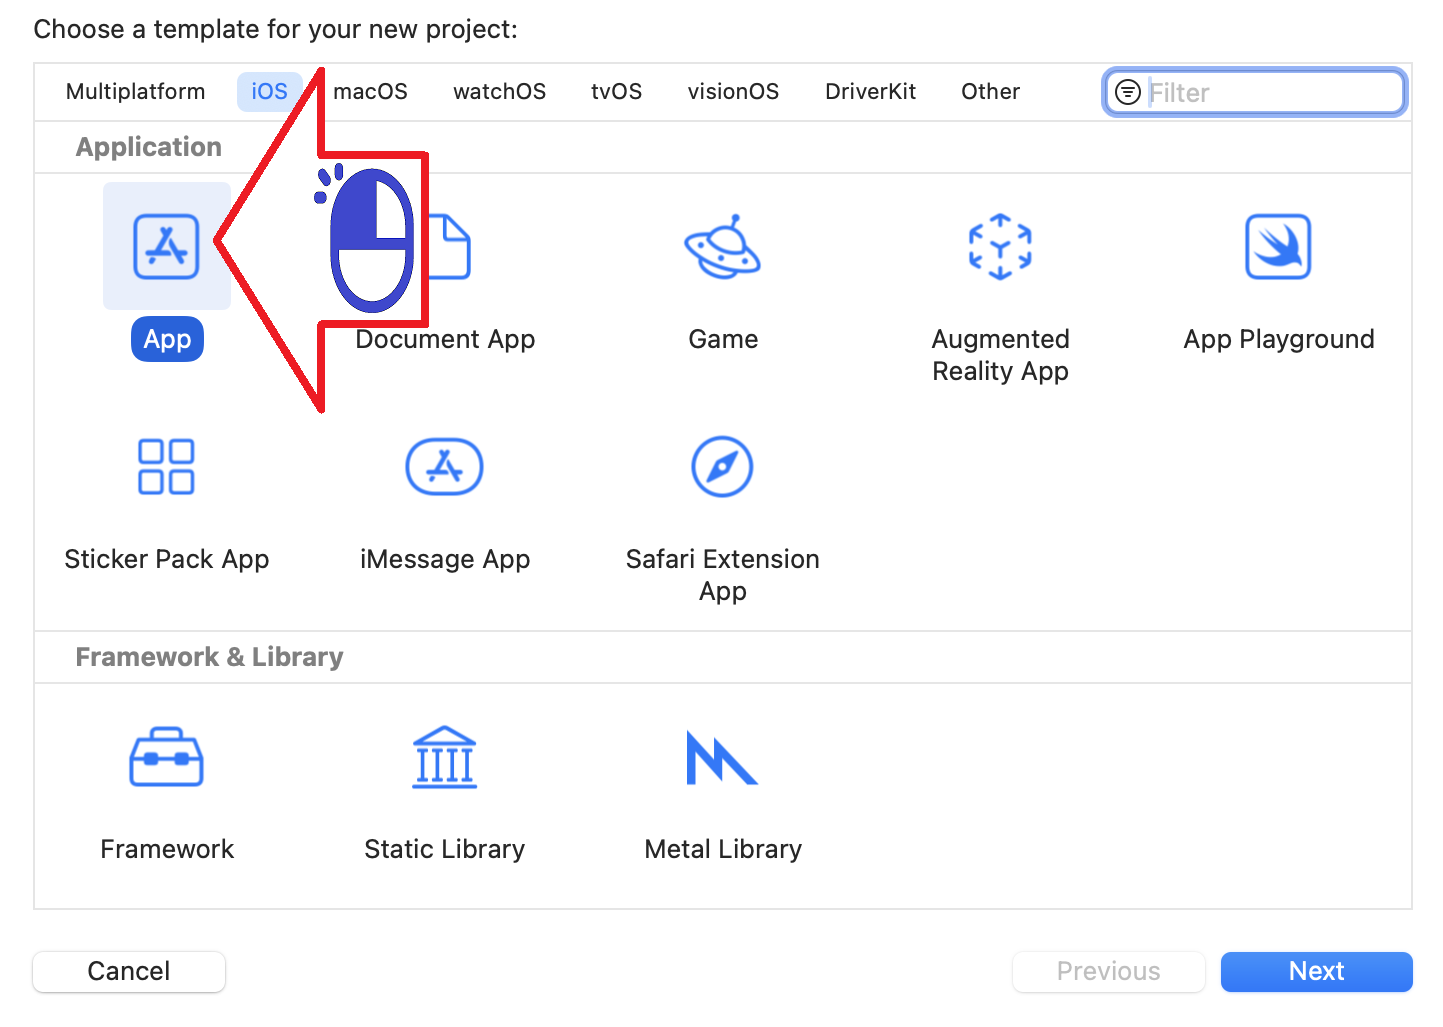 Choose a template for your new project:
Multiplatform iOS macOS watchOS tvOS visionOS DriverKit Other Filter
Application
App Document App Game Augmented Reality App App Playground
Sticker Pack App iMessage App Safari Extension App
Framework & Library
Framework Static Library Metal Library
Cancel Previous Next